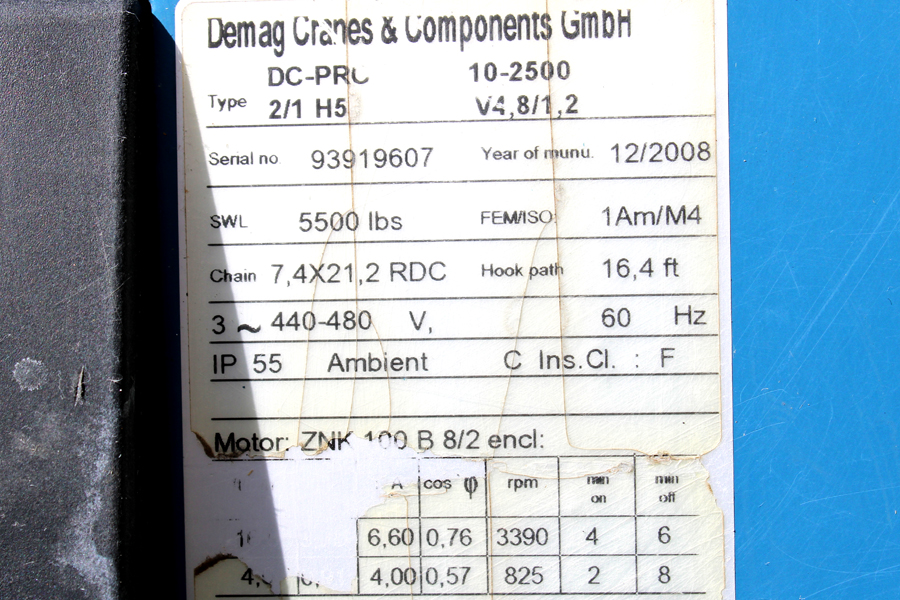 Demag Cranes & Components GmbH
DC-PRO 10-2500
Type 2/1 H5 V4,8/1,2
Serial no. 93919607 Year of munu. 12/2008
SWL 5500 lbs FEM/ISO: 1Am/M4
Chain 7,4X21,2 RDC Hook path 16,4 ft
3 ~ 440-480 V, 60 Hz
IP 55 Ambient C Ins.Cl. : F
Motor: ZNK 100 B 8/2 encl:
A cos φ rpm min on min off
6,60 0,76 3390 4 6
4,00 0,57 825 2 8